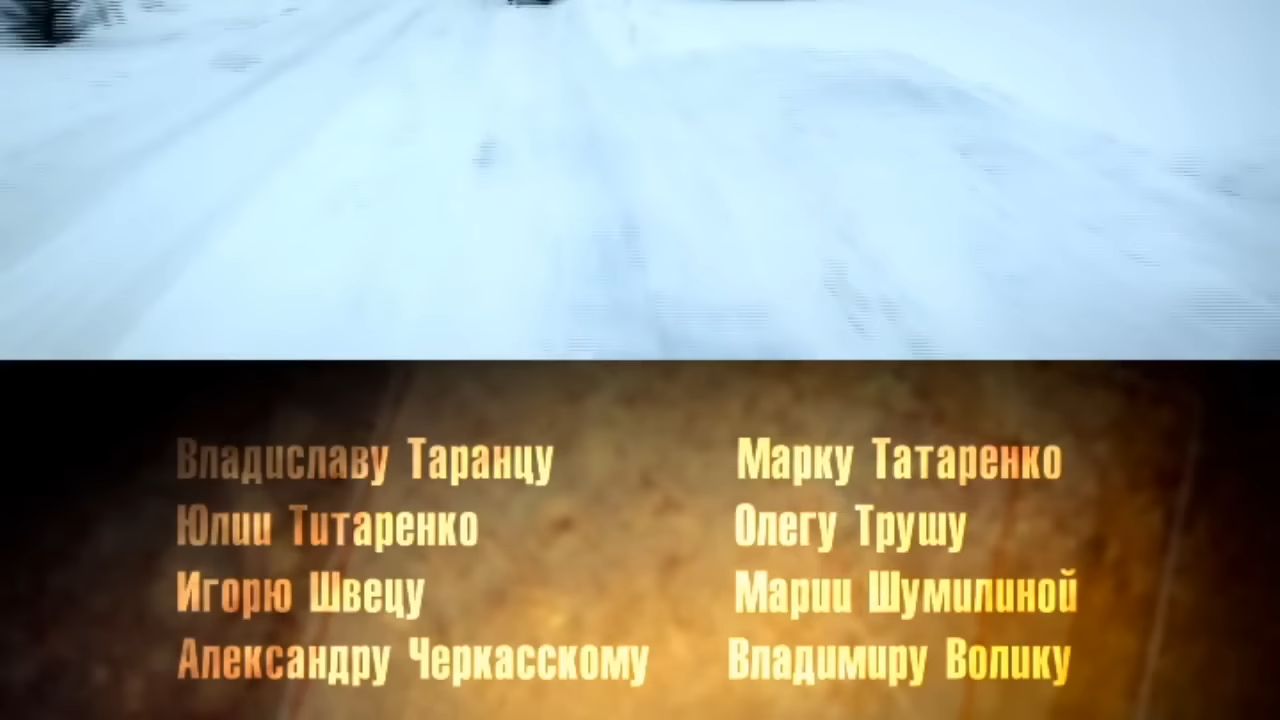 Владиславу Таранцу
Марку Татаренко
Юлии Титаренко
Олегу Трушу
Игорю Швецу
Марии Шумилиной
Александру Черкасскому
Владимиру Волику